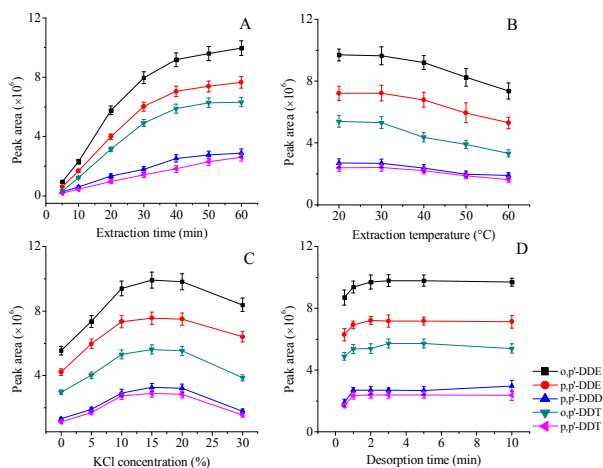 A
12
8
4
0
Peak area (×10⁶)
0 10 20 30 40 50 60
Extraction time (min)
B
12
8
4
0
Peak area (×10⁶)
20 30 40 50 60
Extraction temperature (°C)
C
12
8
4
Peak area (×10⁶)
0 5 10 15 20 30
KCl concentration (%)
D
12
8
4
0
Peak area (×10⁶)
0 2 4 6 8 10
Desorption time (min)
o,p'-DDE
p,p'-DDE
p,p'-DDD
o,p'-DDT
p,p'-DDT